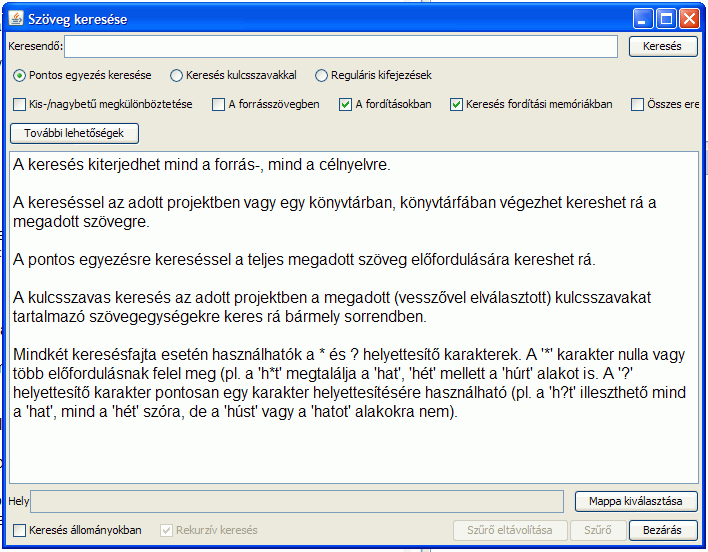 Szöveg keresése
Keresendő:
Keresés
Pontos egyezés keresése
Keresés kulcsszavakkal
Reguláris kifejezések
Kis-/nagybetű megkülönböztetése
A forrásszövegben
A fordításokban
Keresés fordítási memóriákban
Összes ere
További lehetőségek
A keresés kiterjedhet mind a forrás-, mind a célnyelvre.
A kereséssel az adott projektben vagy egy könyvtárban, könyvtárfában végezhet kereshet rá a
megadott szövegre.
A pontos egyezésre kereséssel a teljes megadott szöveg előfordulására kereshet rá.
A kulcsszavas keresés az adott projektben a megadott (vesszővel elválasztott) kulcsszavakat
tartalmazó szövegegységekre keres rá bármely sorrendben.
Mindkét keresésfajta esetén használhatók a * és ? helyettesítő karakterek. A '*' karakter nulla vagy
több előfordulásnak felel meg (pl. a 'h*t' megtalálja a 'hat', 'hét' mellett a 'húrt' alakot is. A '?'
helyettesítő karakter pontosan egy karakter helyettesítésére használható (pl. a 'h?t' illeszthető mind
a 'hat', mind a 'hét' szóra, de a 'húst' vagy a 'hatot' alakokra nem).
Hely
Mappa kiválasztása
Keresés állományokban
Rekurzív keresés
Szűrő eltávolítása
Szűrő
Bezárás